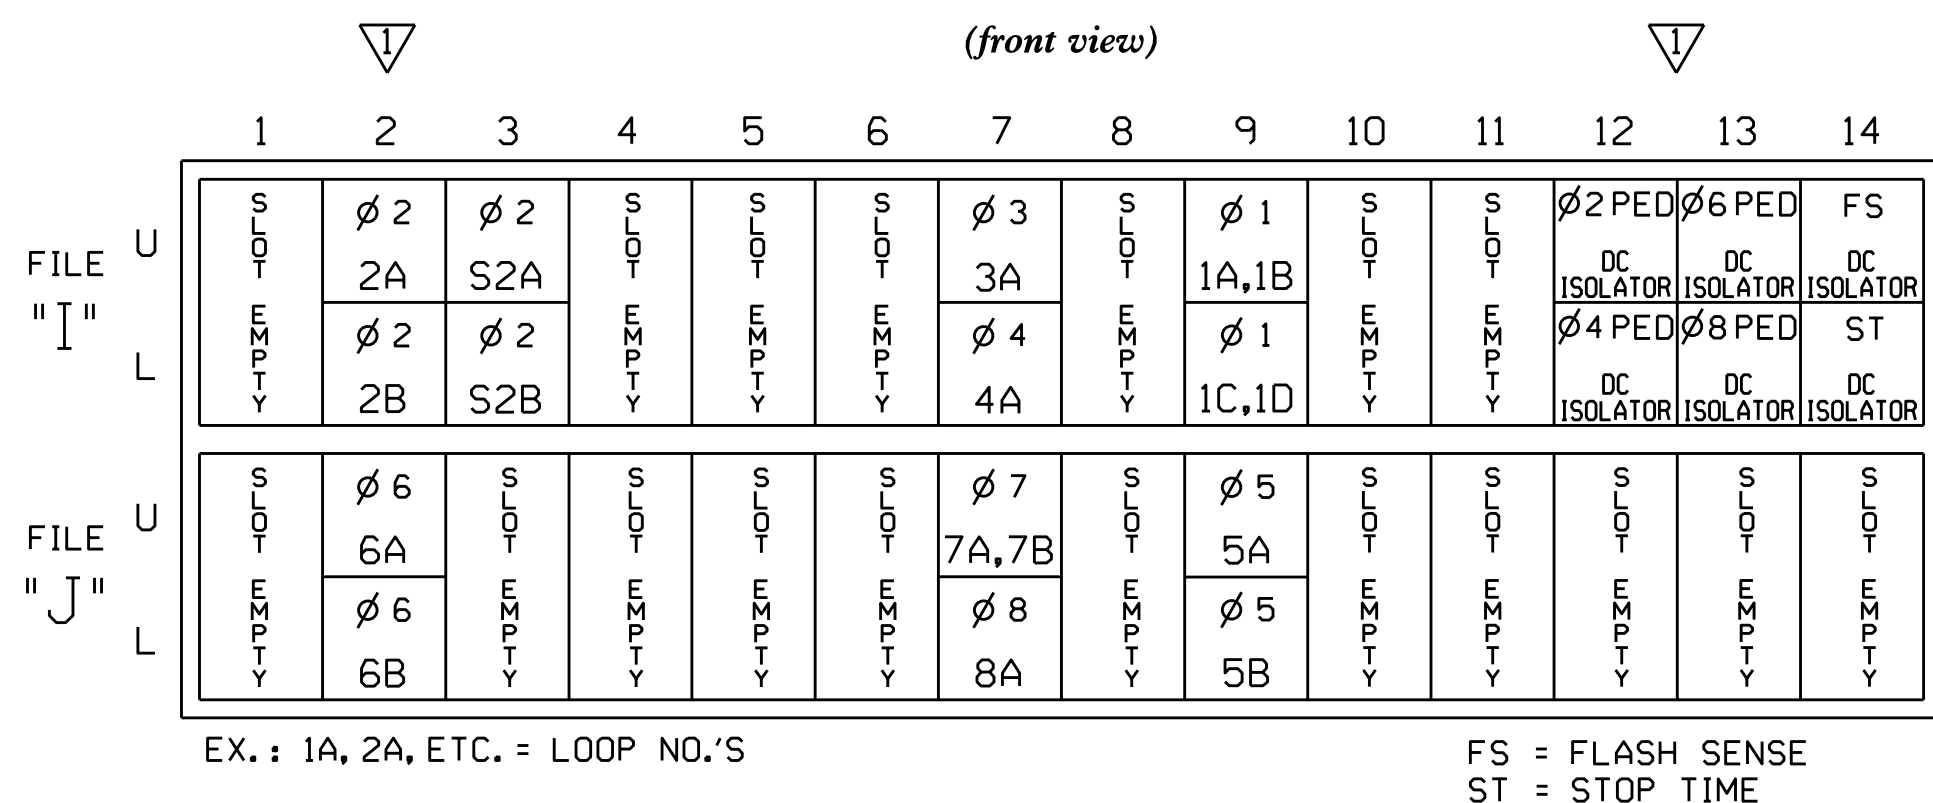 1
(front view)
1
1 2 3 4 5 6 7 8 9 10 11 12 13 14
FILE "I"
U
L
SLOT EMPTY
Ø 2
2A
Ø 2
2B
Ø 2
S2A
Ø 2
S2B
SLOT EMPTY
SLOT EMPTY
SLOT EMPTY
Ø 3
3A
Ø 4
4A
SLOT EMPTY
Ø 1
1A,1B
Ø 1
1C,1D
SLOT EMPTY
SLOT EMPTY
Ø2 PED
DC
ISOLATOR
Ø4 PED
DC
ISOLATOR
Ø6 PED
DC
ISOLATOR
Ø8 PED
DC
ISOLATOR
FS
DC
ISOLATOR
ST
DC
ISOLATOR
FILE "J"
U
L
SLOT EMPTY
Ø 6
6A
Ø 6
6B
SLOT EMPTY
SLOT EMPTY
SLOT EMPTY
SLOT EMPTY
Ø 7
7A,7B
Ø 8
8A
SLOT EMPTY
Ø 5
5A
Ø 5
5B
SLOT EMPTY
SLOT EMPTY
SLOT EMPTY
SLOT EMPTY
SLOT EMPTY
EX.: 1A, 2A, ETC. = LOOP NO.'S
FS = FLASH SENSE
ST = STOP TIME